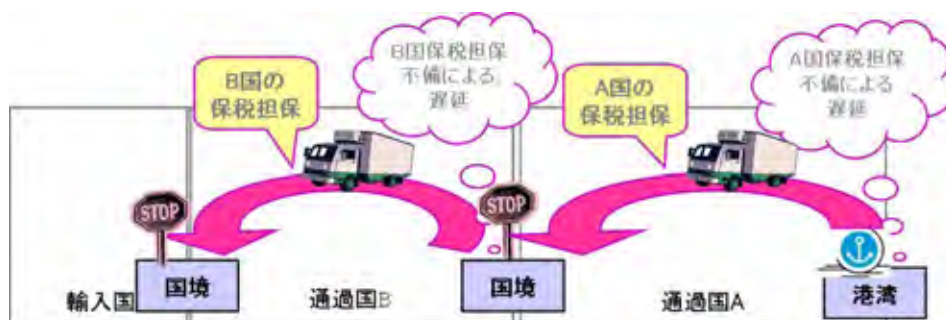 B国保税担保
不備による
遅延
A国保税担保
不備による
遅延
B国の
保税担保
A国の
保税担保
STOP
STOP
輸入国
国境
通過国B
国境
通過国A
港湾